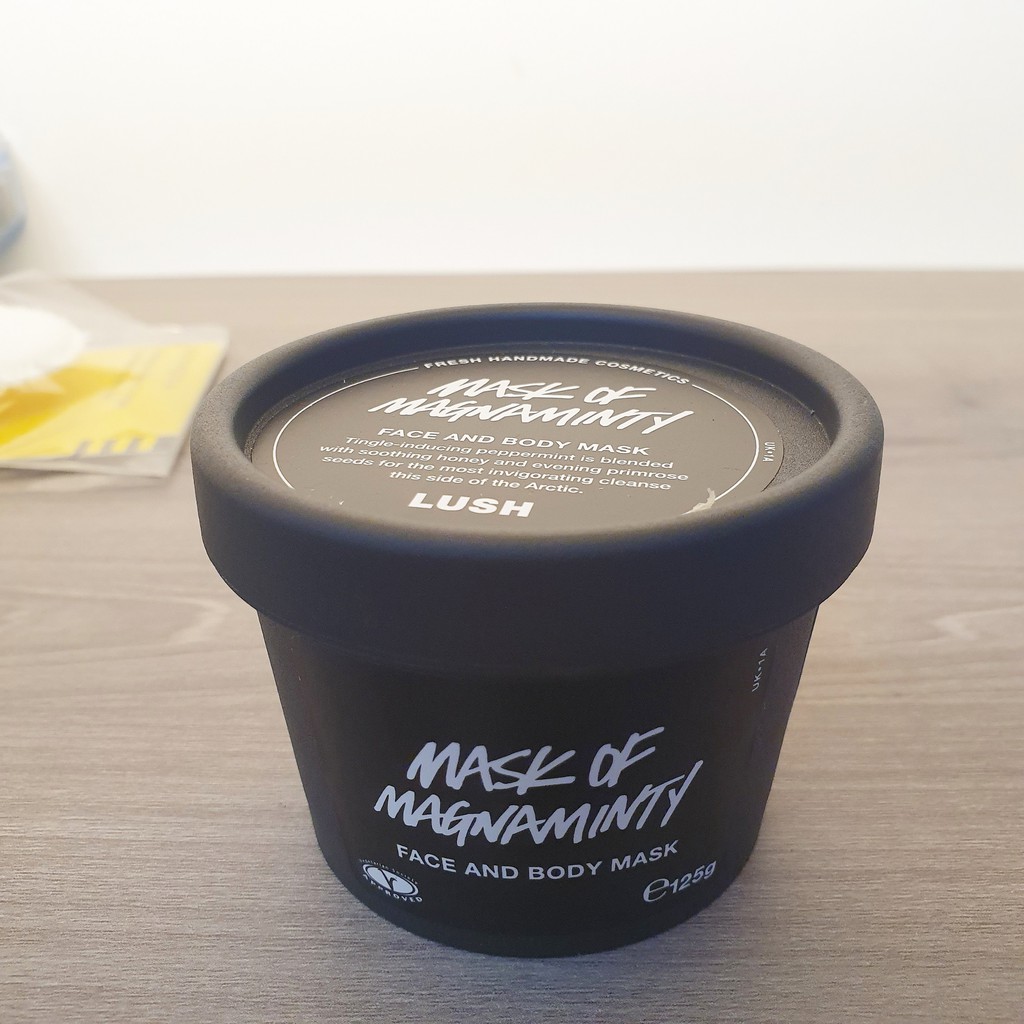 FRESH HANDMADE COSMETICS
MASK OF
MAGNAMINTY
FACE AND BODY MASK
Tingle-inducing peppermint is blended
with soothing honey and evening primrose
seeds for the most invigorating cleanse
this side of the Arctic.
LUSH
UK•1A
UK•1A
MASK OF
MAGNAMINTY
FACE AND BODY MASK
VEGETARIAN SOCIETY
V
APPROVED
℮125g